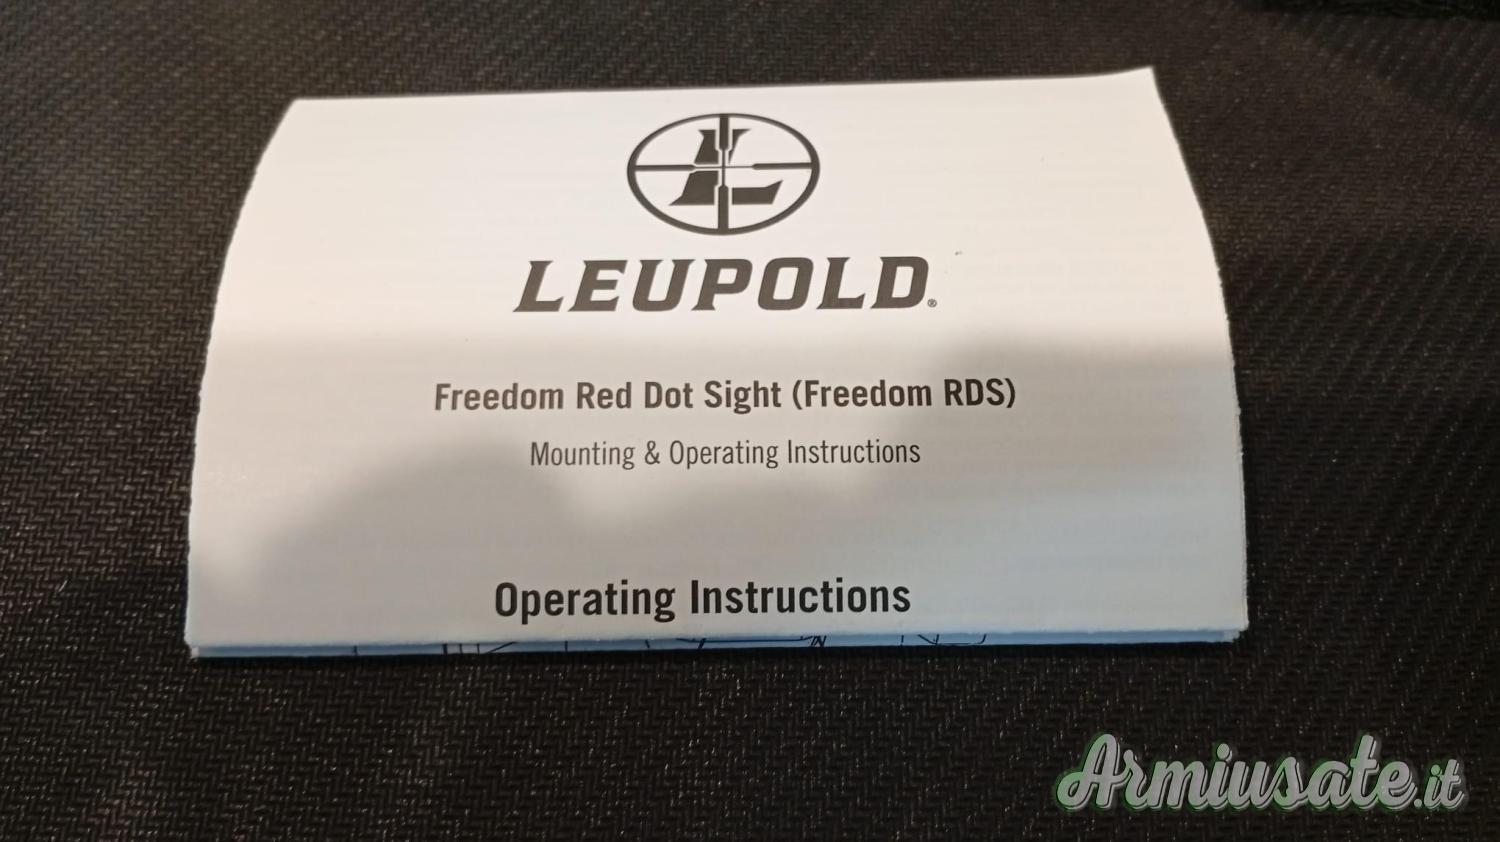 LEUPOLD®
Freedom Red Dot Sight (Freedom RDS)
Mounting & Operating Instructions
Operating Instructions
Armiusate.it